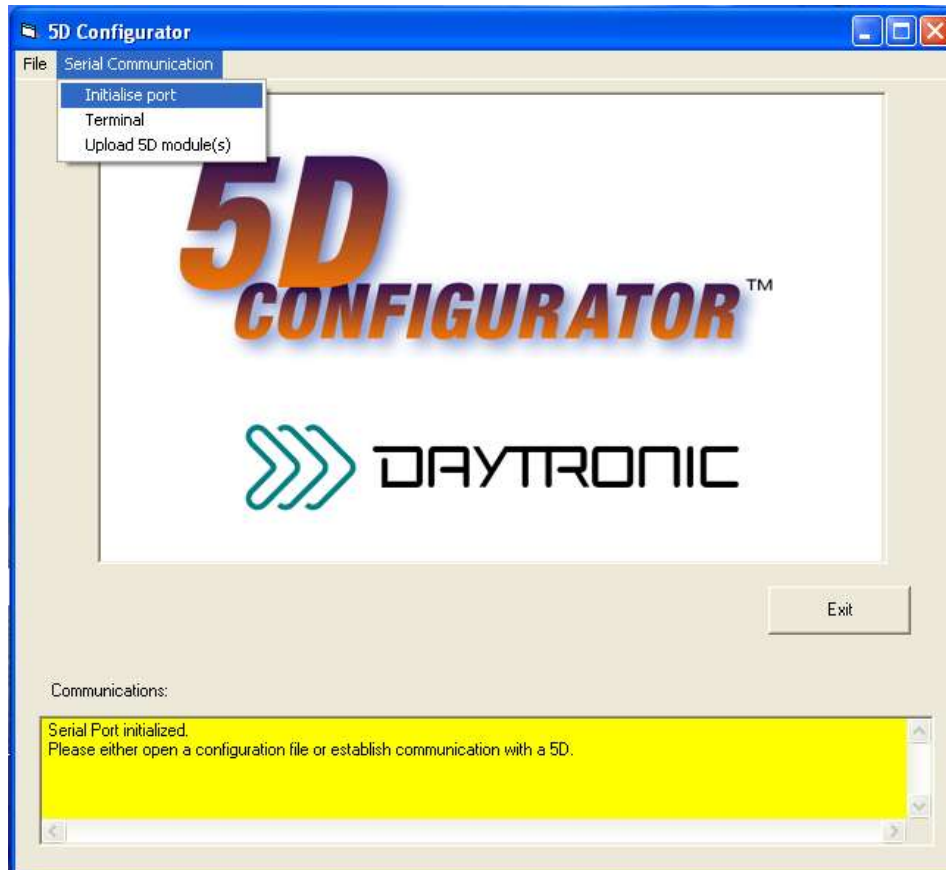 5D Configurator
File Serial Communication
Initialise port
Terminal
Upload 5D module(s)
5D
CONFIGURATOR™
DAYTRONIC
Exit
Communications:
Serial Port initialized.
Please either open a configuration file or establish communication with a 5D.